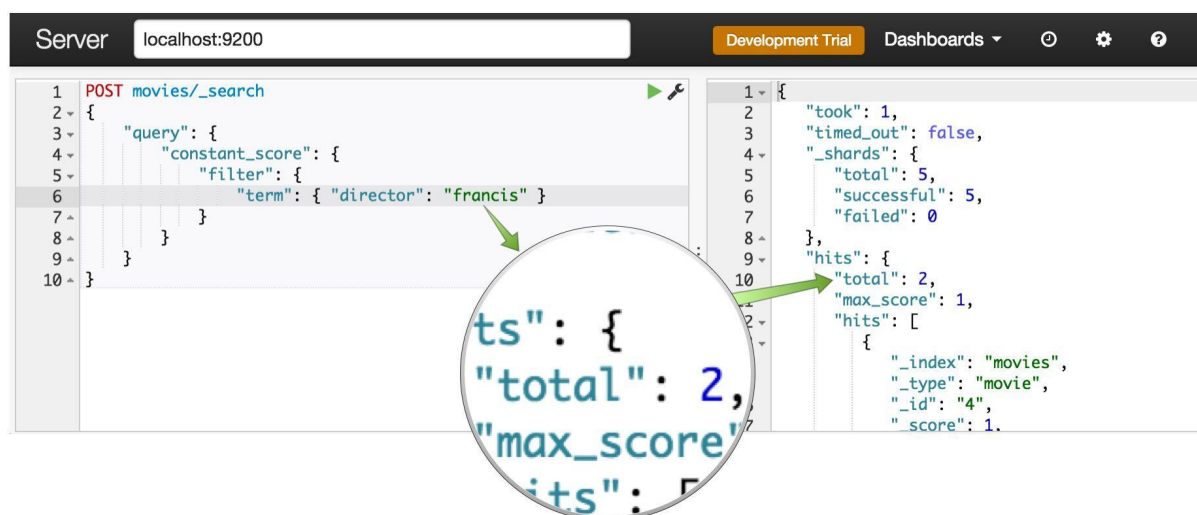 Server localhost:9200 Development Trial Dashboards
1 POST movies/_search
2 {
3 "query": {
4 "constant_score": {
5 "filter": {
6 "term": { "director": "francis" }
7 }
8 }
9 }
10 }
1 {
2 "took": 1,
3 "timed_out": false,
4 "_shards": {
5 "total": 5,
6 "successful": 5,
7 "failed": 0
8 },
9 "hits": {
10 "total": 2,
"max_score": 1,
"hits": [
{
"_index": "movies",
"_type": "movie",
"_id": "4",
"_score": 1,
ts": {
"total": 2,
"max_score"
its": [